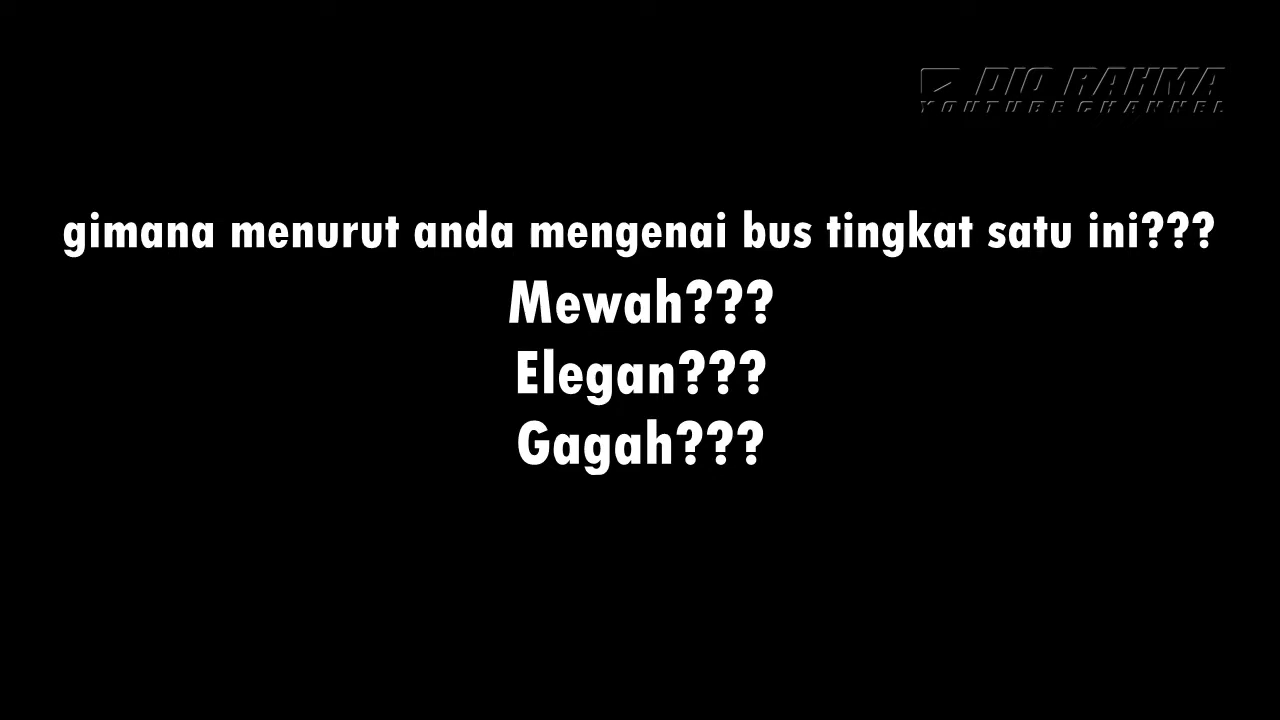 DIO RAHMA
YOUTUBE CHANNEL
gimana menurut anda mengenai bus tingkat satu ini???
Mewah???
Elegan???
Gagah???